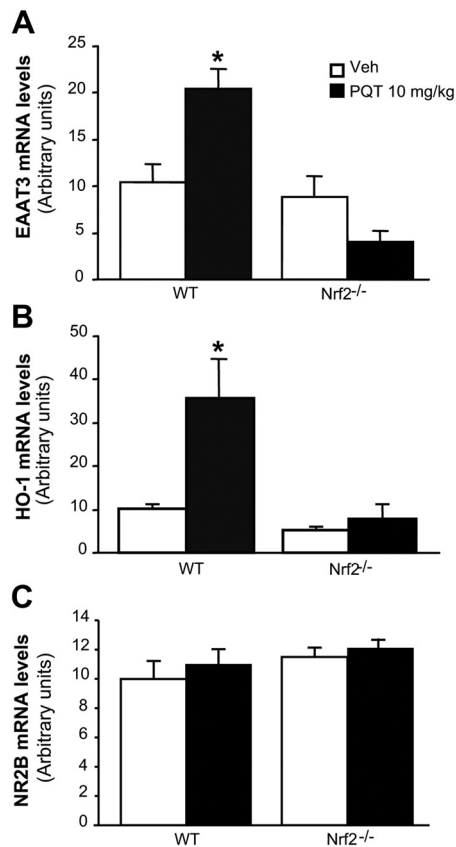 A
EAAT3 mRNA levels
(Arbitrary units)
25
20
15
10
5
0
*
Veh
PQT 10 mg/kg
WT
Nrf2-/-
B
HO-1 mRNA levels
(Arbitrary units)
50
40
30
20
10
0
*
WT
Nrf2-/-
C
NR2B mRNA levels
(Arbitrary units)
14
12
10
8
6
4
2
0
WT
Nrf2-/-